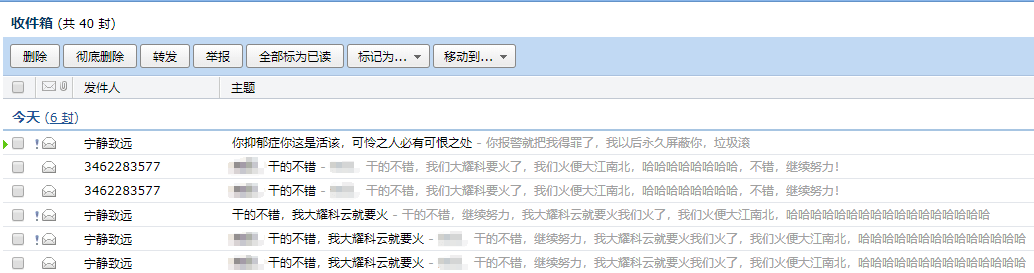 收件箱 (共 40 封)
删除 彻底删除 转发 举报 全部标为已读 标记为... 移动到...
发件人 主题
今天 (6 封)
宁静致远 你抑郁症你这是活该，可怜之人必有可恨之处 - 你报警就把我得罪了，我以后永久屏蔽你，垃圾滚
3462283577 干的不错 - 干的不错，我们大耀科要火了，我们火便大江南北，哈哈哈哈哈哈哈哈，不错，继续努力！
3462283577 干的不错 - 干的不错，我们大耀科要火了，我们火便大江南北，哈哈哈哈哈哈哈哈，不错，继续努力！
宁静致远 干的不错，我大耀科云就要火 - 干的不错，继续努力，我大耀科云就要火我们火了，我们火便大江南北，哈哈哈哈哈哈哈哈哈哈哈哈哈哈哈哈哈
宁静致远 干的不错，我大耀科云就要火 - 干的不错，继续努力，我大耀科云就要火我们火了，我们火便大江南北，哈哈哈哈哈哈哈哈哈哈哈哈哈哈
宁静致远 干的不错，我大耀科云就要火 - 干的不错，继续努力，我大耀科云就要火我们火了，我们火便大江南北，哈哈哈哈哈哈哈哈哈哈哈哈哈哈